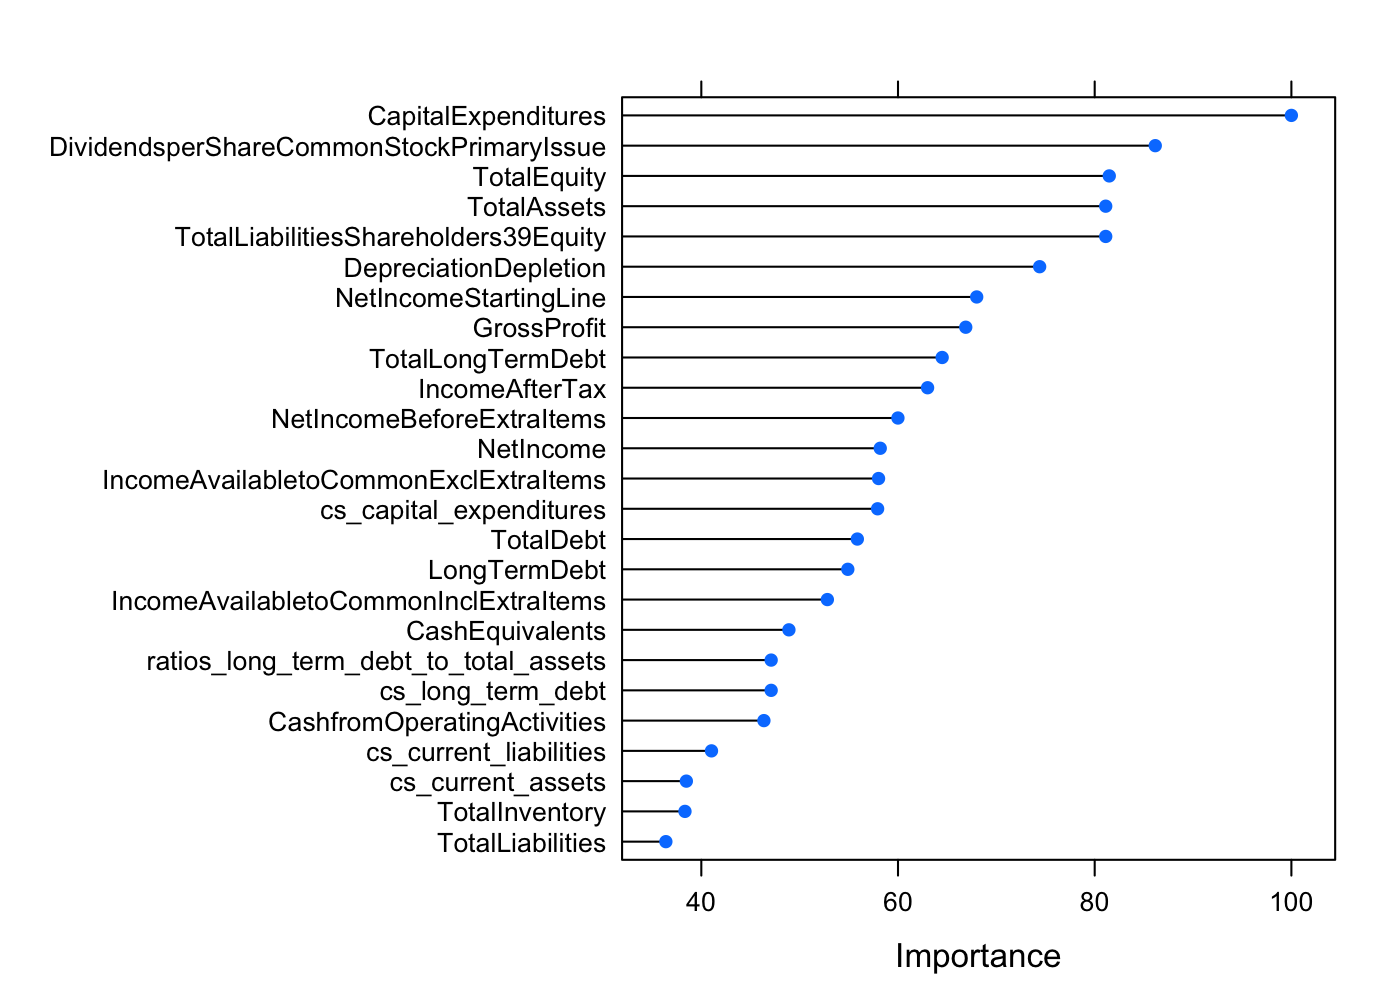 CapitalExpenditures
DividendsperShareCommonStockPrimaryIssue
TotalEquity
TotalAssets
TotalLiabilitiesShareholders39Equity
DepreciationDepletion
NetIncomeStartingLine
GrossProfit
TotalLongTermDebt
IncomeAfterTax
NetIncomeBeforeExtraItems
NetIncome
IncomeAvailabletoCommonExclExtraItems
cs_capital_expenditures
TotalDebt
LongTermDebt
IncomeAvailabletoCommonInclExtraItems
CashEquivalents
ratios_long_term_debt_to_total_assets
cs_long_term_debt
CashfromOperatingActivities
cs_current_liabilities
cs_current_assets
TotalInventory
TotalLiabilities
40 60 80 100
Importance